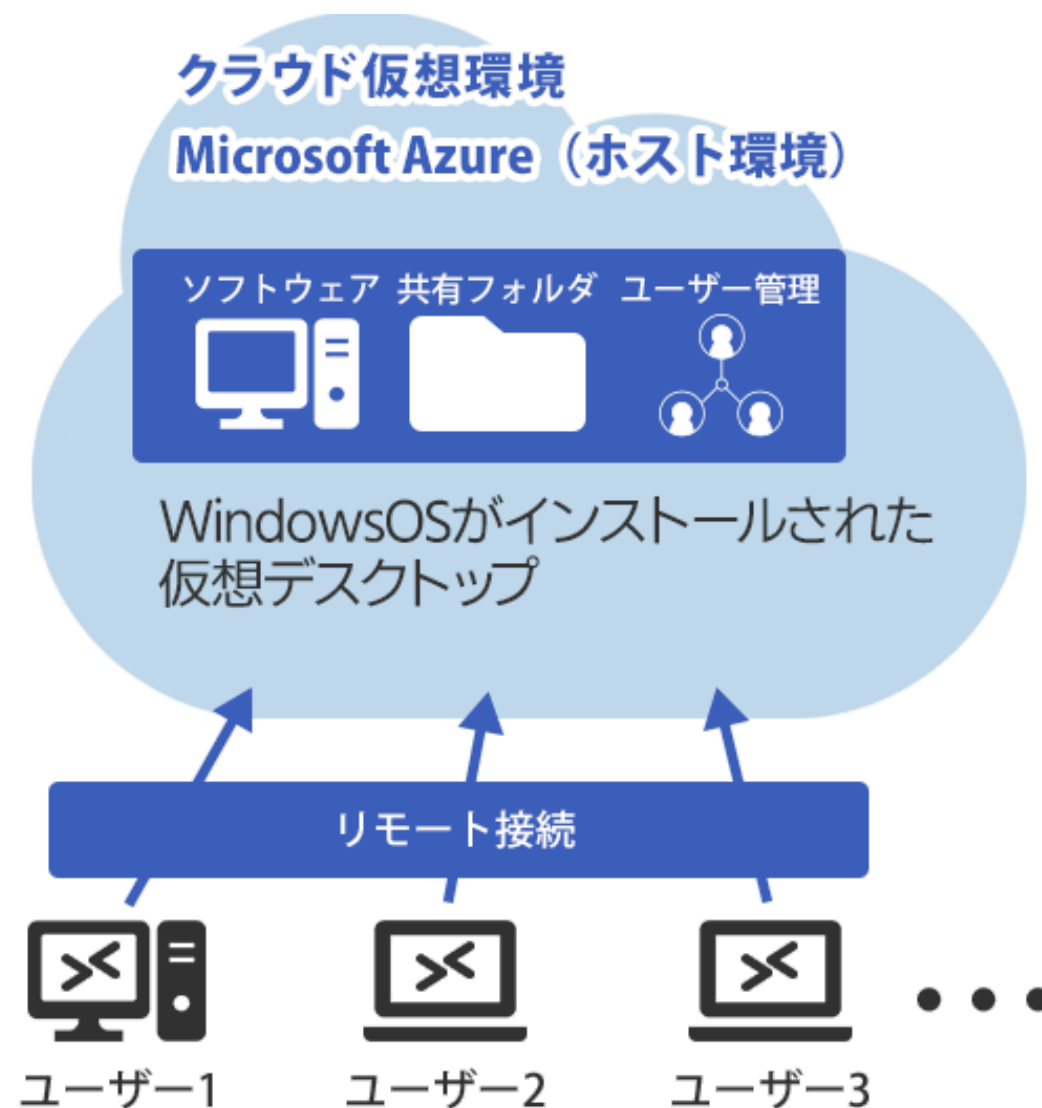 クラウド仮想環境
Microsoft Azure（ホスト環境）
ソフトウェア 共有フォルダ ユーザー管理
WindowsOSがインストールされた
仮想デスクトップ
リモート接続
ユーザー1 ユーザー2 ユーザー3